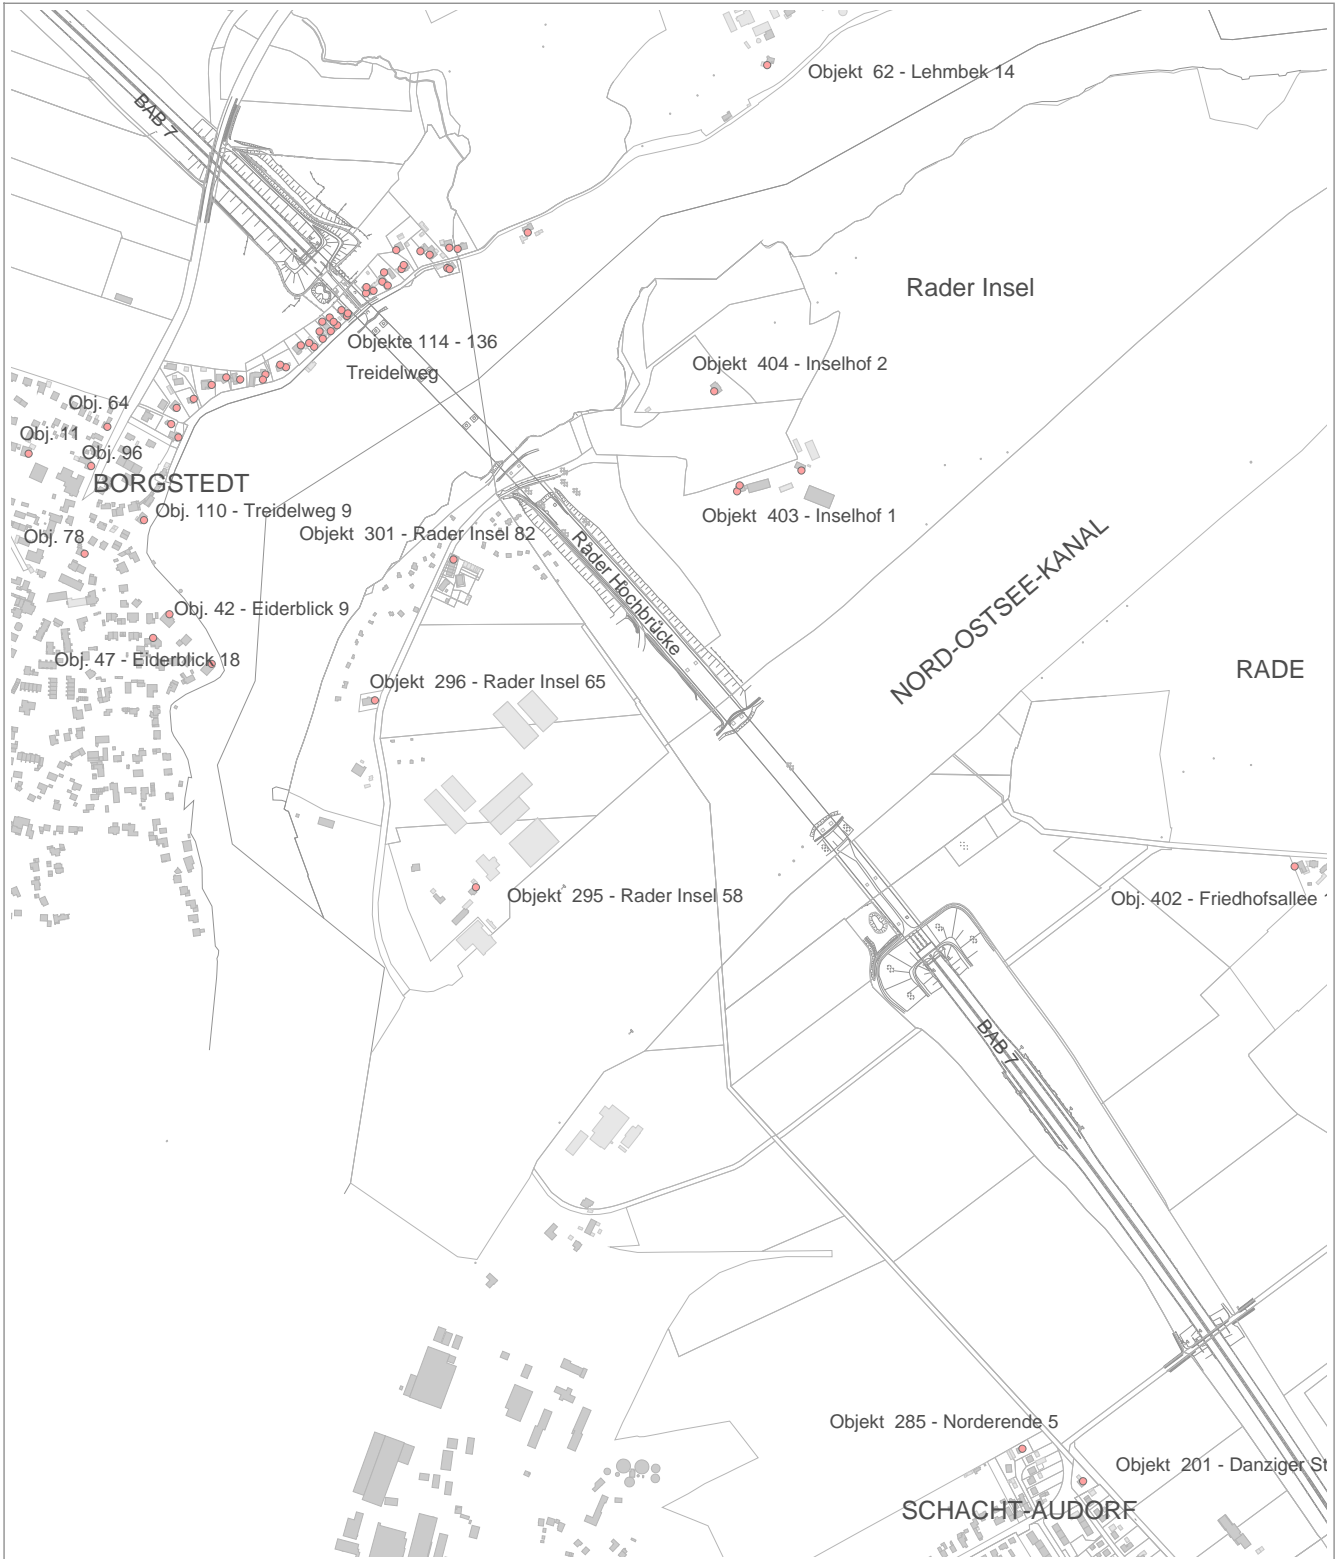 Objekt 62 - Lehmbek 14
BAB 7
Rader Insel
Objekte 114 - 136
Treidelweg
Objekt 404 - Inselhof 2
Obj. 64
Obj. 11
Obj. 96
BORGSTEDT
Obj. 110 - Treidelweg 9
Objekt 403 - Inselhof 1
Obj. 78
Objekt 301 - Rader Insel 82
Rader Hochbrücke
NORD-OSTSEE-KANAL
Obj. 42 - Eiderblick 9
Obj. 47 - Eiderblick 18
RADE
Objekt 296 - Rader Insel 65
Objekt 295 - Rader Insel 58
Obj. 402 - Friedhofsallee
BAB 7
Objekt 285 - Norderende 5
Objekt 201 - Danziger St
SCHACHT-AUDORF